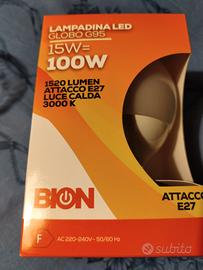 LAMPADINA LED
GLOBO G95
15W=
100W
1520 LUMEN
ATTACCO E27
LUCE CALDA
3000 K
BION
ATTACCO
E27
F
AC 220-240V~50/60 Hz
subito